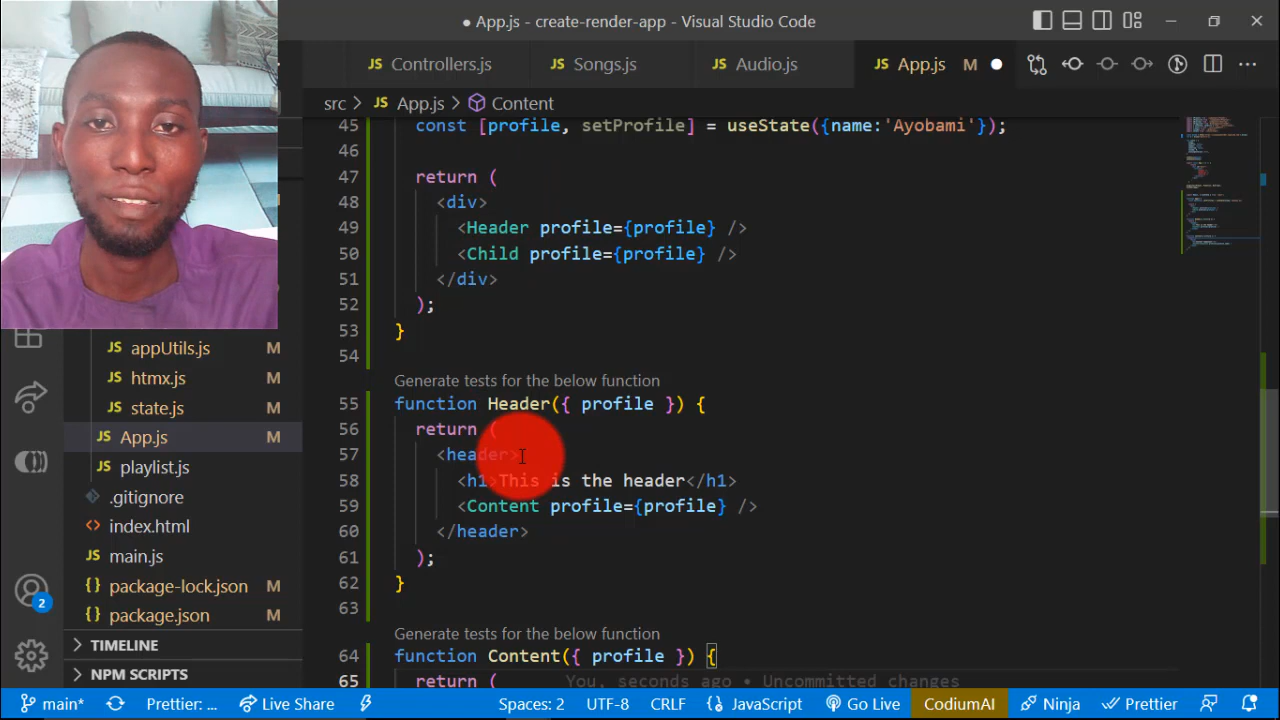 ● App.js - create-render-app - Visual Studio Code
JS Controllers.js JS Songs.js JS Audio.js JS App.js M
src > JS App.js > Content
45 const [profile, setProfile] = useState({name:'Ayobami'});
46
47 return (
48 <div>
49 <Header profile={profile} />
50 <Child profile={profile} />
51 </div>
52 );
53 }
54
Generate tests for the below function
55 function Header({ profile }) {
56 return (
57 <header>
58 <h1>This is the header</h1>
59 <Content profile={profile} />
60 </header>
61 );
62 }
63
Generate tests for the below function
64 function Content({ profile }) {
65 return ( You, seconds ago • Uncommitted changes
JS appUtils.js M
JS htmx.js M
JS state.js M
JS App.js M
JS playlist.js
.gitignore
<> index.html
JS main.js
{} package-lock.json M
{} package.json M
> TIMELINE
> NPM SCRIPTS
2
main* Prettier: ... Live Share Spaces: 2 UTF-8 CRLF {} JavaScript Go Live CodiumAI Ninja Prettier